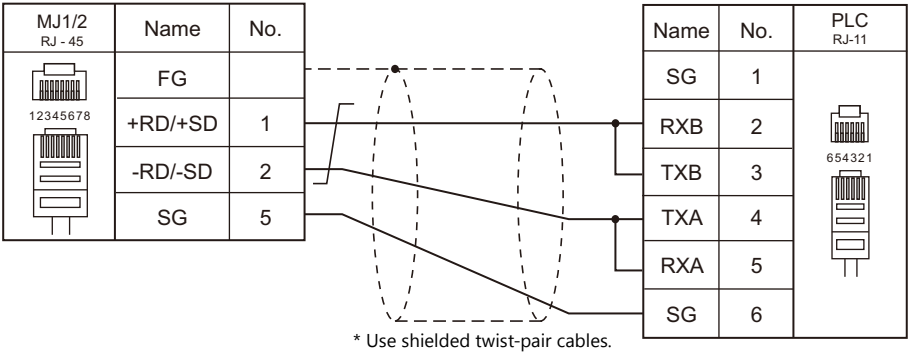 MJ1/2 Name No.
RJ - 45
FG
12345678
+RD/+SD 1
-RD/-SD 2
SG 5
Name No. PLC
RJ-11
SG 1
RXB 2
654321
TXB 3
TXA 4
RXA 5
SG 6
* Use shielded twist-pair cables.